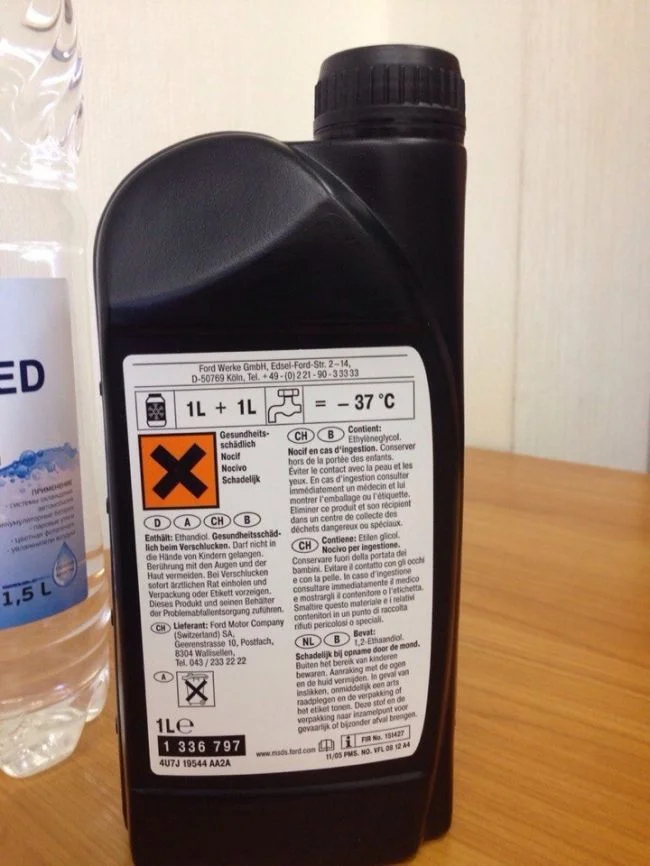 Ford Werke GmbH, Edsel-Ford-Str. 2–14,
D-50769 Köln, Tel. +49-(0)221-90-33333
1L + 1L = – 37 °C
Gesundheits-
schädlich
Nocif
Nocivo
Schadelijk
D A CH B
Enthält: Ethandiol. Gesundheitsschäd-
lich beim Verschlucken. Darf nicht in
die Hände von Kindern gelangen.
Berührung mit den Augen und der
Haut vermeiden. Bei Verschlucken
sofort ärztlichen Rat einholen und
Verpackung oder Etikett vorzeigen.
Dieses Produkt und seinen Behälter
der Problemabfallentsorgung zuführen.
CH Lieferant: Ford Motor Company
(Switzerland) SA,
Geerenstrasse 10, Postfach,
8304 Wallisellen,
Tel. 043 / 233 22 22
A
1L℮
1 336 797
4U7J 19544 AA2A
CH B Contient:
Ethylèneglycol.
Nocif en cas d'ingestion. Conserver
hors de la portée des enfants.
Éviter le contact avec la peau et les
yeux. En cas d'ingestion consulter
immédiatement un médecin et lui
montrer l'emballage ou l'étiquette.
Eliminer ce produit et son récipient
dans un centre de collecte des
déchets dangereux ou spéciaux.
CH Contiene: Etilen glicol.
Nocivo per ingestione.
Conservare fuori della portata dei
bambini. Evitare il contatto con gli occhi
e con la pelle. In caso d'ingestione
consultare immediatamente il medico
e mostrargli il contenitore o l'etichetta.
Smaltire questo materiale e i relativi
contenitori in un punto di raccolta
rifiuti pericolosi o speciali.
NL B Bevat:
1,2-Ethaandiol.
Schadelijk bij opname door de mond.
Buiten het bereik van kinderen
bewaren. Aanraking met de ogen
en de huid vermijden. In geval van
inslikken, onmiddellijk een arts
raadplegen en de verpakking of
het etiket tonen. Deze stof en de
verpakking naar inzamelpunt voor
gevaarlijk of bijzonder afval brengen.
www.msds.ford.com
i FIR No. 151427
11/05 PMS. NO. VFL 08 12 A4
ED
ПРИМЕНЕНИЕ
1,5 L